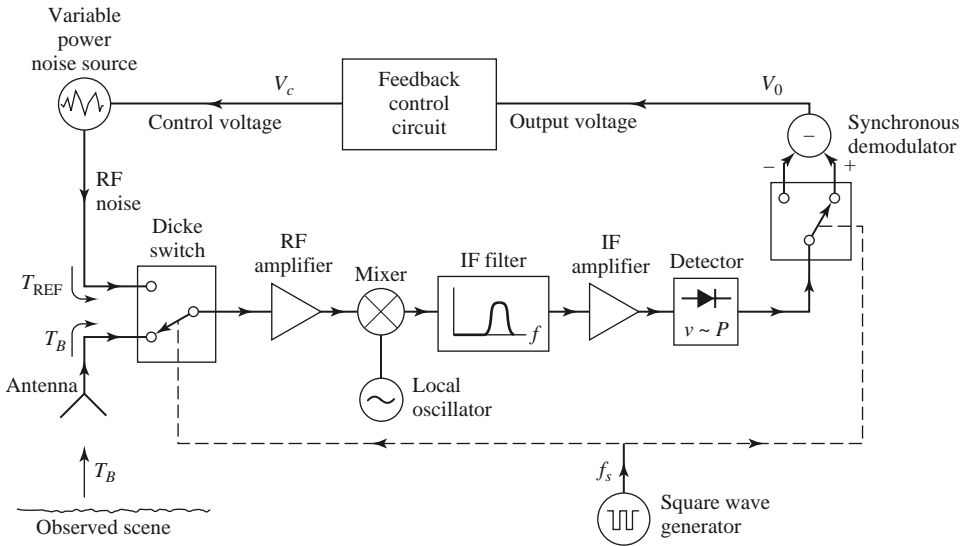 Variable
power
noise source
V_c
Control voltage
Feedback
control
circuit
V_0
Output voltage
−
Synchronous
demodulator
−
+
RF
noise
Dicke
switch
RF
amplifier
Mixer
IF filter
f
IF
amplifier
Detector
v ~ P
T_REF
T_B
Antenna
Local
oscillator
T_B
Observed scene
f_s
Square wave
generator